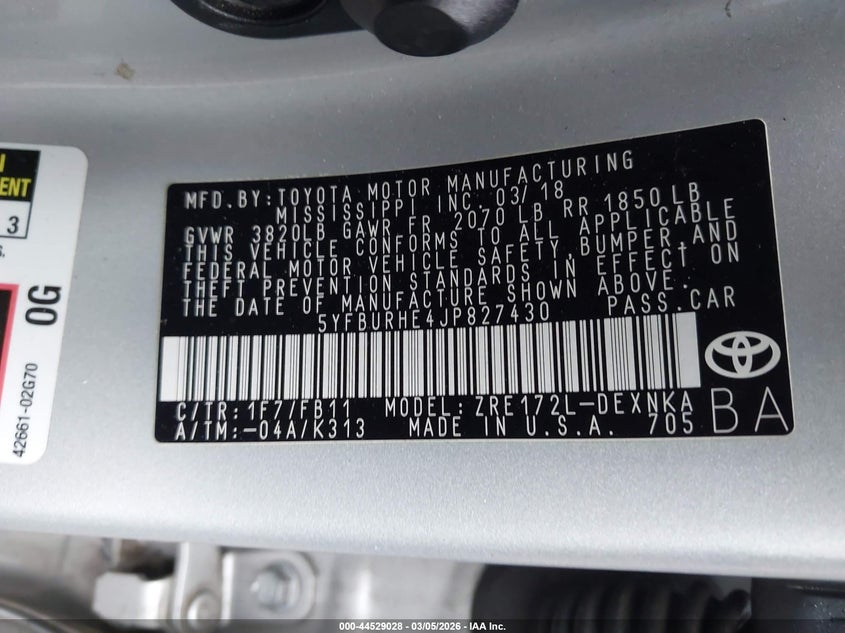 MFD.BY:TOYOTA MOTOR MANUFACTURING
MISSISSIPPI INC. 03/18
GVWR 3820LB GAWR FR 2070 LB RR 1850 LB
THIS VEHICLE CONFORMS TO ALL APPLICABLE
FEDERAL MOTOR VEHICLE SAFETY,BUMPER,AND
THEFT PREVENTION STANDARDS IN EFFECT ON
THE DATE OF MANUFACTURE SHOWN ABOVE.
5YFBURHE4JP827430 PASS.CAR
C/TR:1F7/FB11 MODEL:ZRE172L-DEXNKA
A/TM:-04A/K313 MADE IN U.S.A. 705
BA
ENT
3
S.
0G
42661-02G70
000-44529028 - 03/05/2026 - IAA Inc.